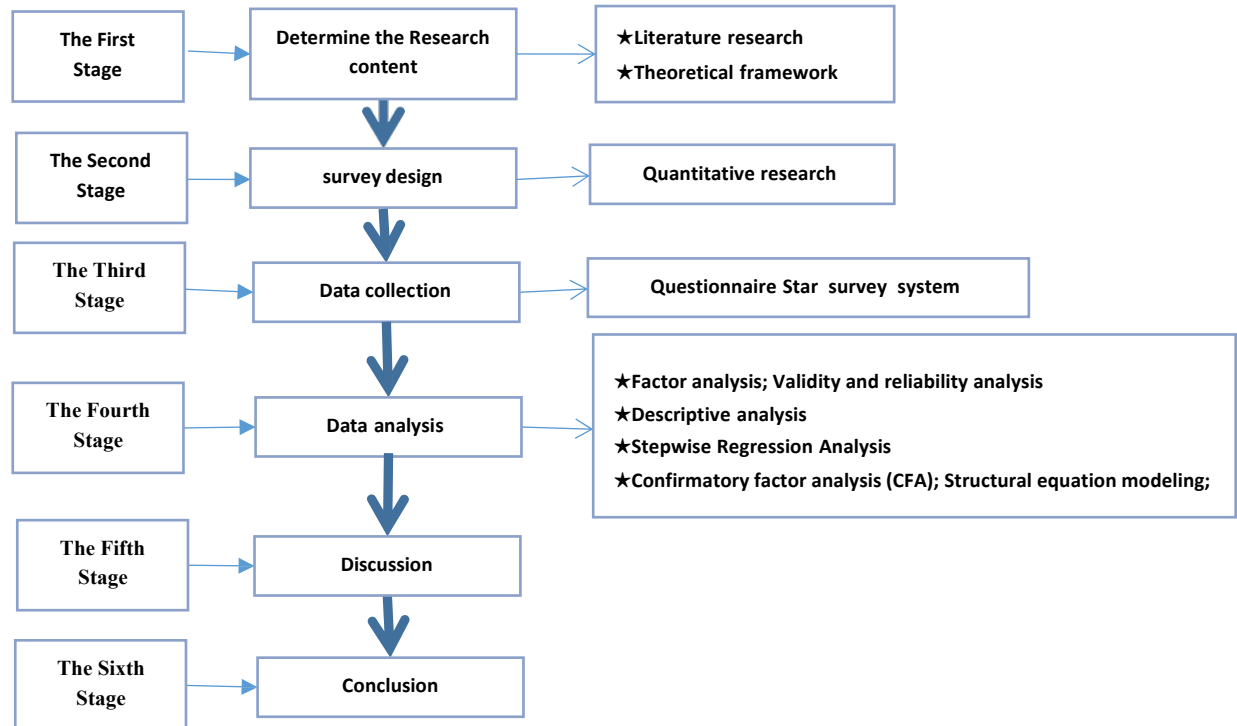 The First
Stage
Determine the Research
content
★Literature research
★Theoretical framework
The Second
Stage
survey design
Quantitative research
The Third
Stage
Data collection
Questionnaire Star survey system
The Fourth
Stage
Data analysis
★Factor analysis; Validity and reliability analysis
★Descriptive analysis
★Stepwise Regression Analysis
★Confirmatory factor analysis (CFA); Structural equation modeling;
The Fifth
Stage
Discussion
The Sixth
Stage
Conclusion